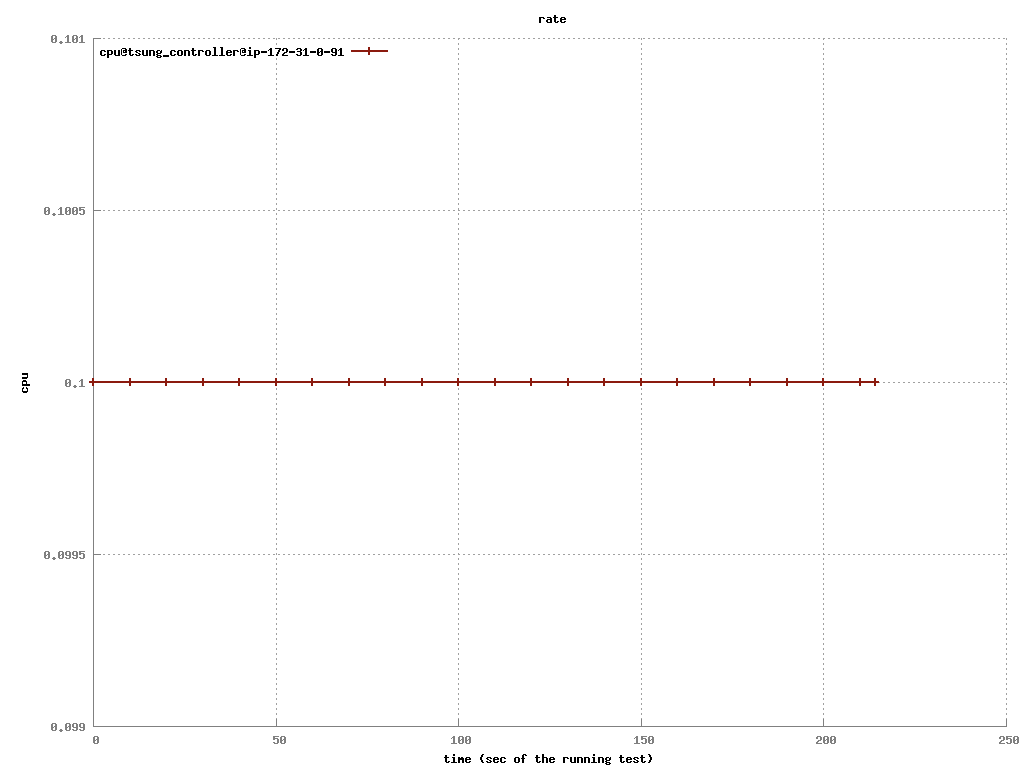 rate
0.101
cpu@tsung_controller@ip-172-31-0-91
0.1005
0.1
cpu
0.0995
0.099
0 50 100 150 200 250
time (sec of the running test)